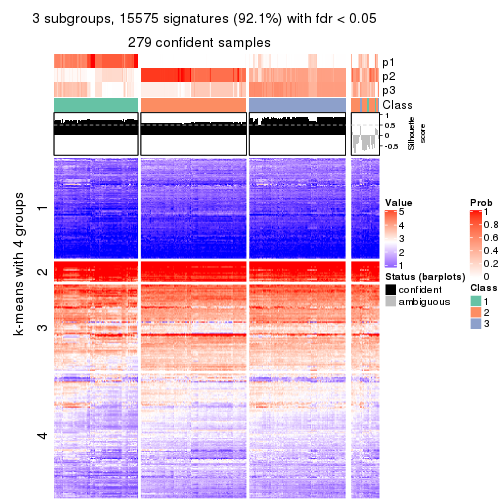 3 subgroups, 15575 signatures (92.1%) with fdr < 0.05
279 confident samples
p1
p2
p3
Class
1
0.5
0
-0.5
Silhouette
score
k-means with 4 groups
1
2
3
4
Value
5
4
3
2
1
Status (barplots)
confident
ambiguous
Prob
1
0.8
0.6
0.4
0.2
0
Class
1
2
3